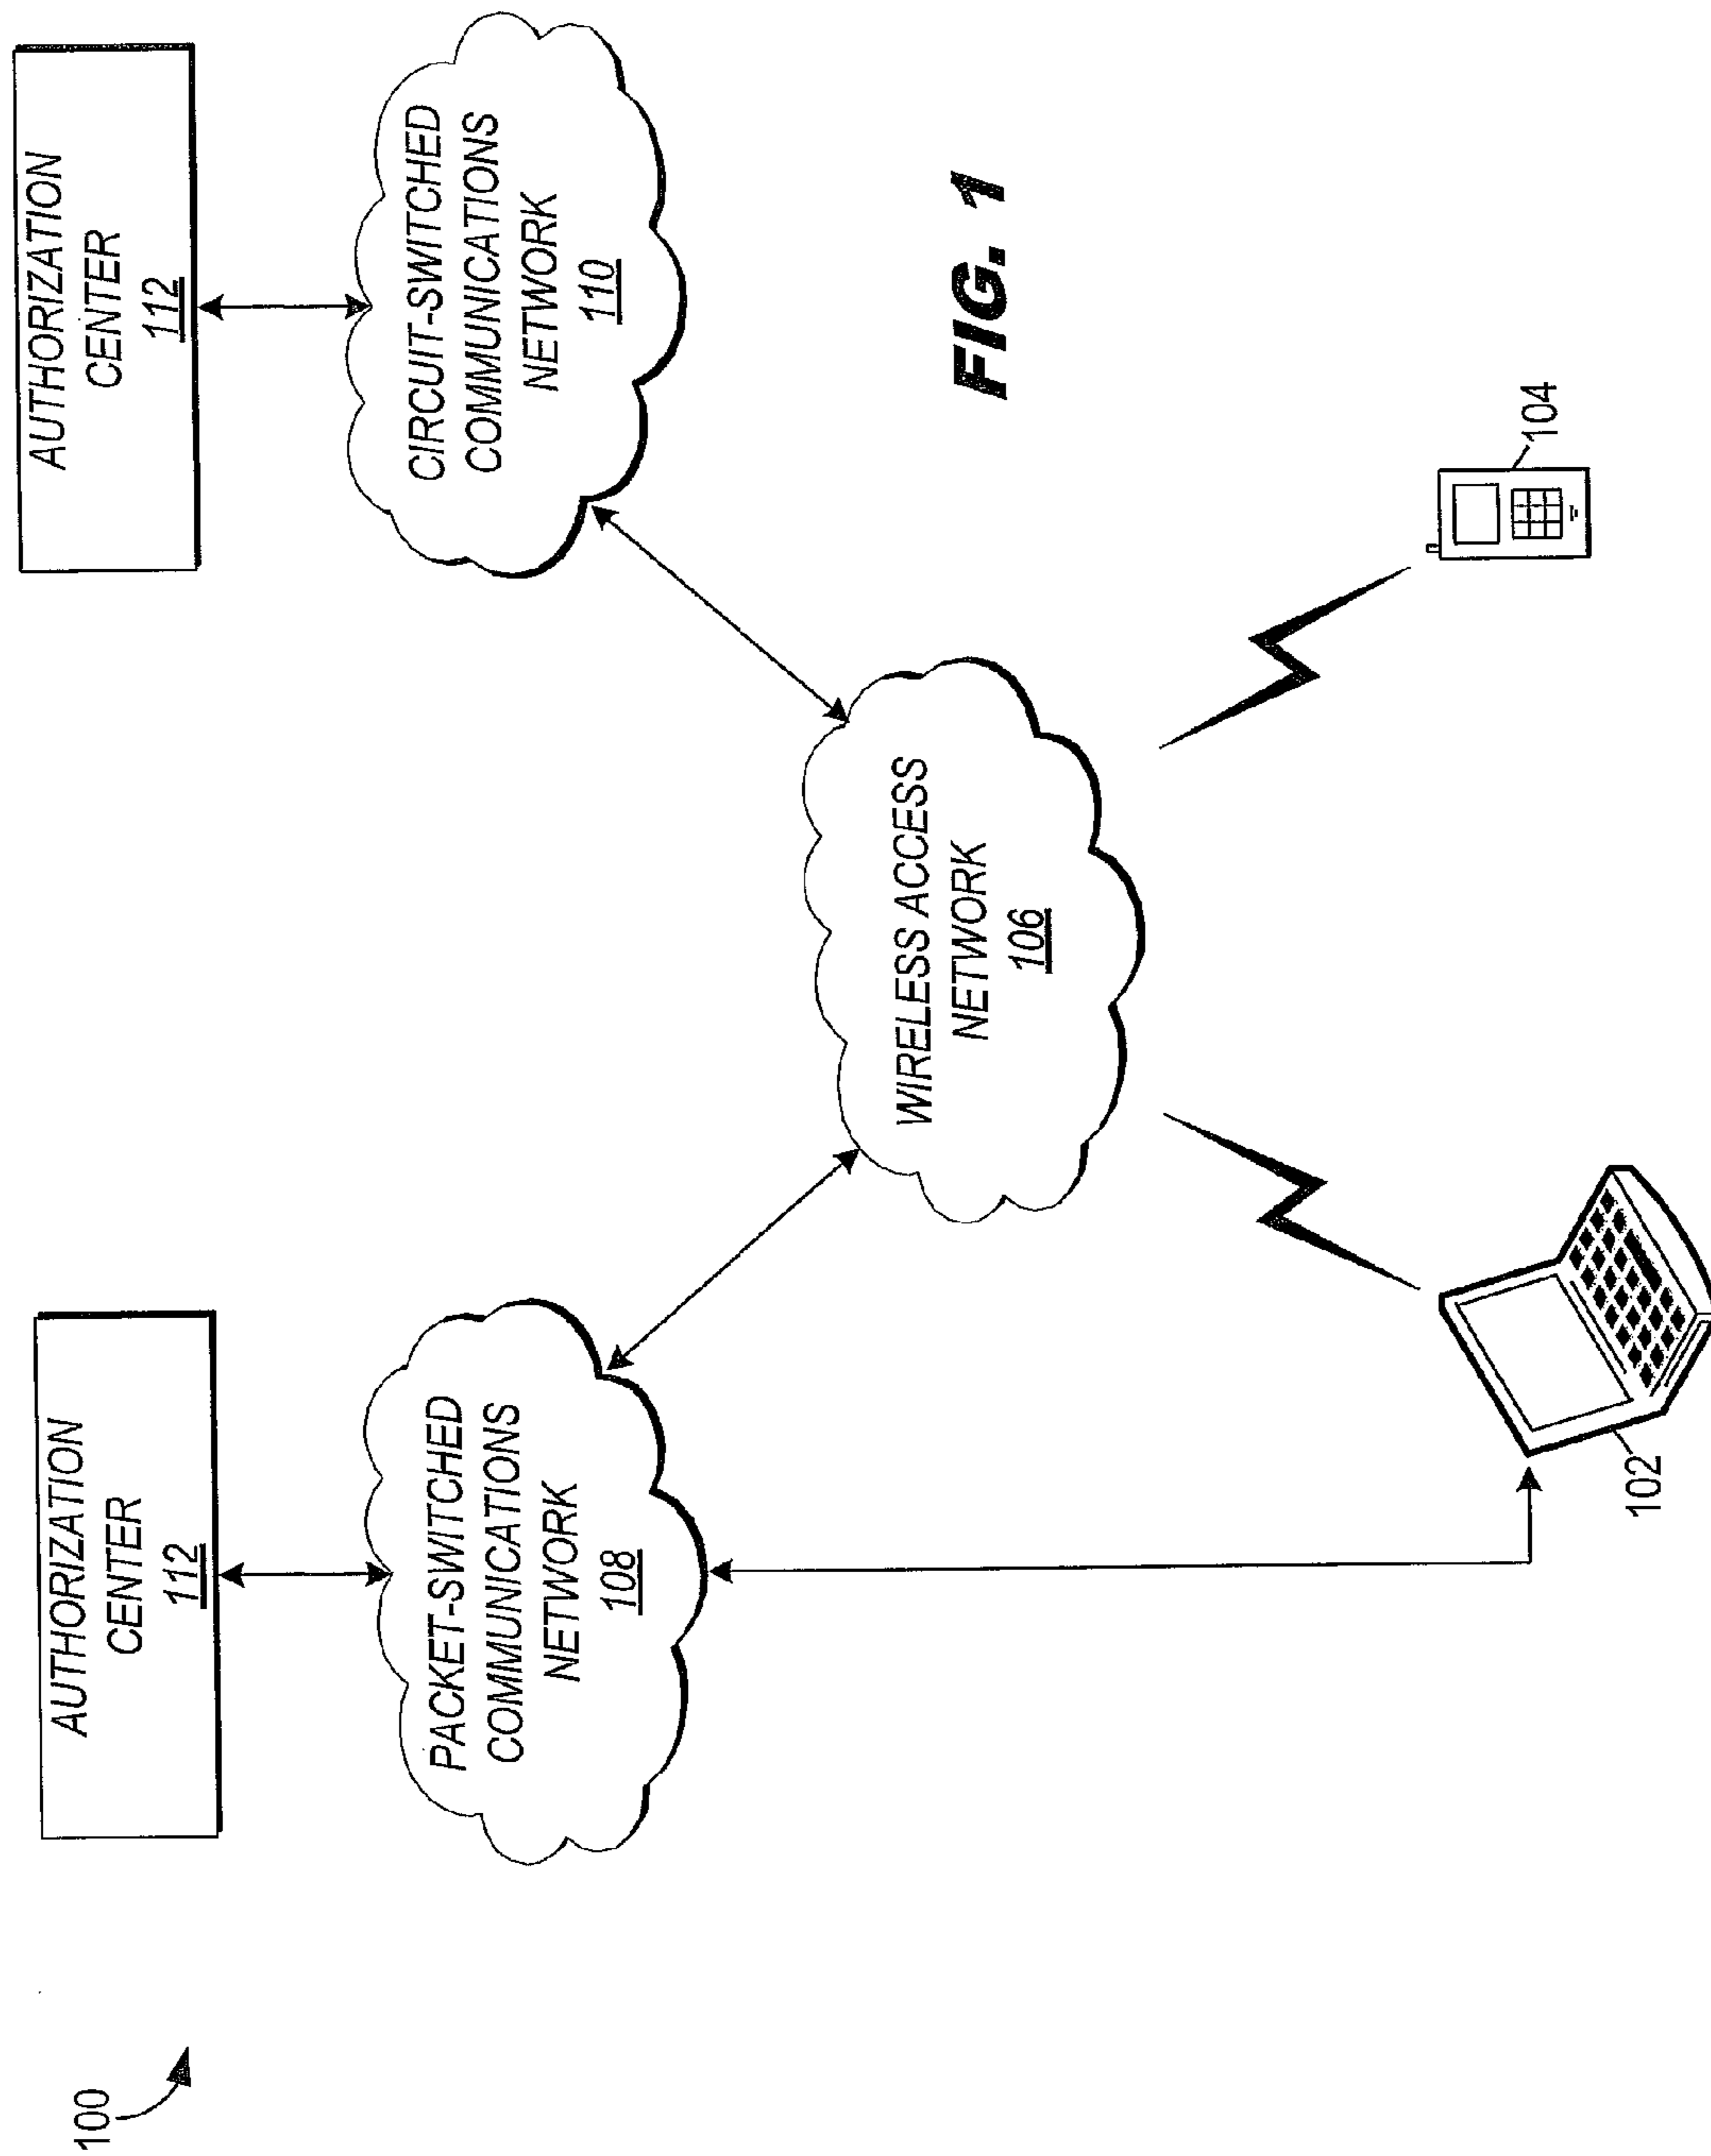 100
AUTHORIZATION
CENTER
112
AUTHORIZATION
CENTER
112
PACKET-SWITCHED
COMMUNICATIONS
NETWORK
108
CIRCUIT-SWITCHED
COMMUNICATIONS
NETWORK
110
WIRELESS ACCESS
NETWORK
106
FIG. 1
102
104